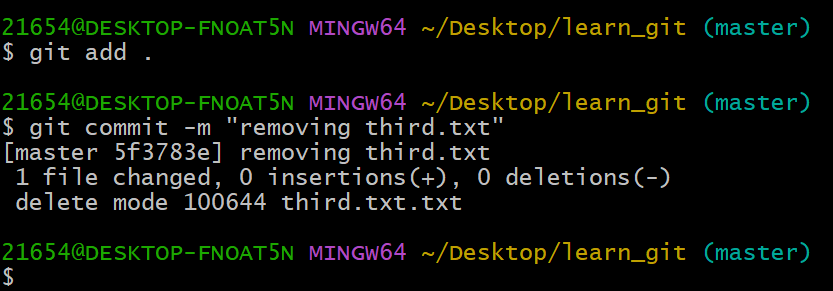 21654@DESKTOP-FNOAT5N MINGW64 ~/Desktop/learn_git (master)
$ git add .
21654@DESKTOP-FNOAT5N MINGW64 ~/Desktop/learn_git (master)
$ git commit -m "removing third.txt"
[master 5f3783e] removing third.txt
 1 file changed, 0 insertions(+), 0 deletions(-)
 delete mode 100644 third.txt.txt
21654@DESKTOP-FNOAT5N MINGW64 ~/Desktop/learn_git (master)
$